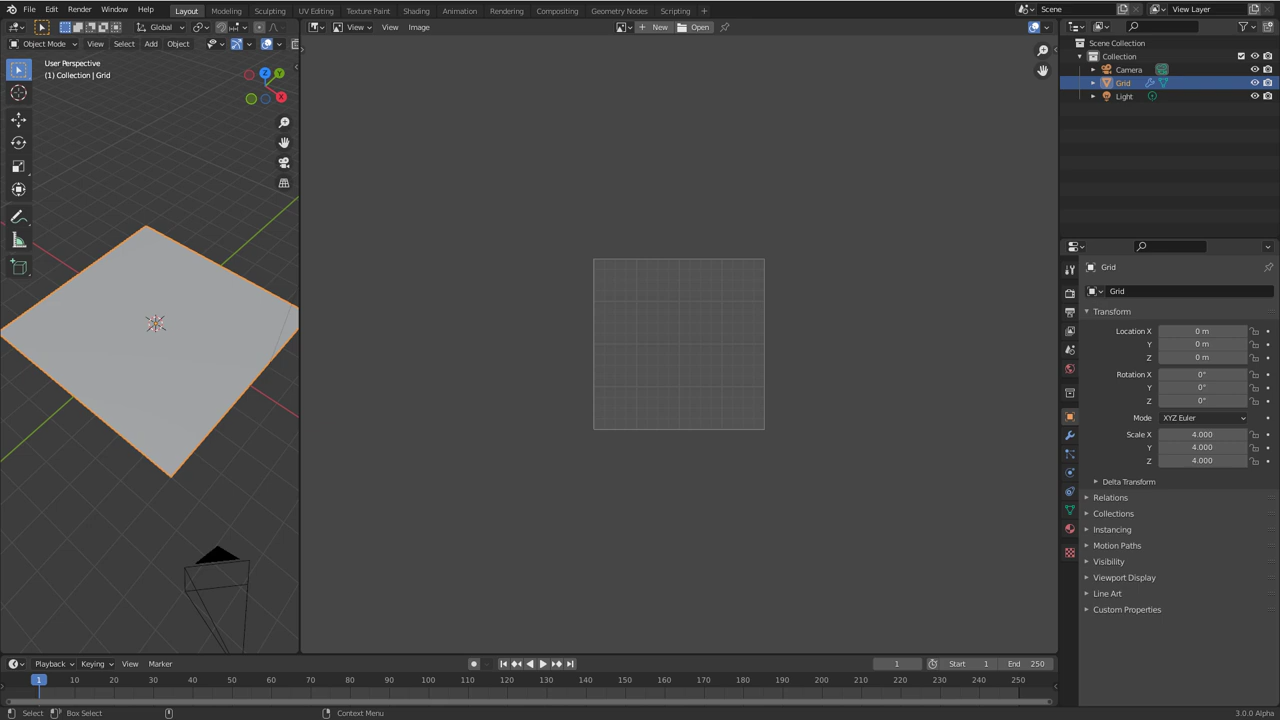 File Edit Render Window Help Layout Modeling Sculpting UV Editing Texture Paint Shading Animation Rendering Compositing Geometry Nodes Scripting + Scene View Layer
Global View View Image New Open
Object Mode View Select Add Object
User Perspective
(1) Collection | Grid
Z Y
X
Scene Collection
Collection
Camera
Grid
Light
Grid
Grid
Transform
Location X 0 m
Y 0 m
Z 0 m
Rotation X 0°
Y 0°
Z 0°
Mode XYZ Euler
Scale X 4.000
Y 4.000
Z 4.000
Delta Transform
Relations
Collections
Instancing
Motion Paths
Visibility
Viewport Display
Line Art
Custom Properties
Playback Keying View Marker 1 Start 1 End 250
1 10 20 30 40 50 60 70 80 90 100 110 120 130 140 150 160 170 180 190 200 210 220 230 240 250
Select Box Select Context Menu 3.0.0 Alpha